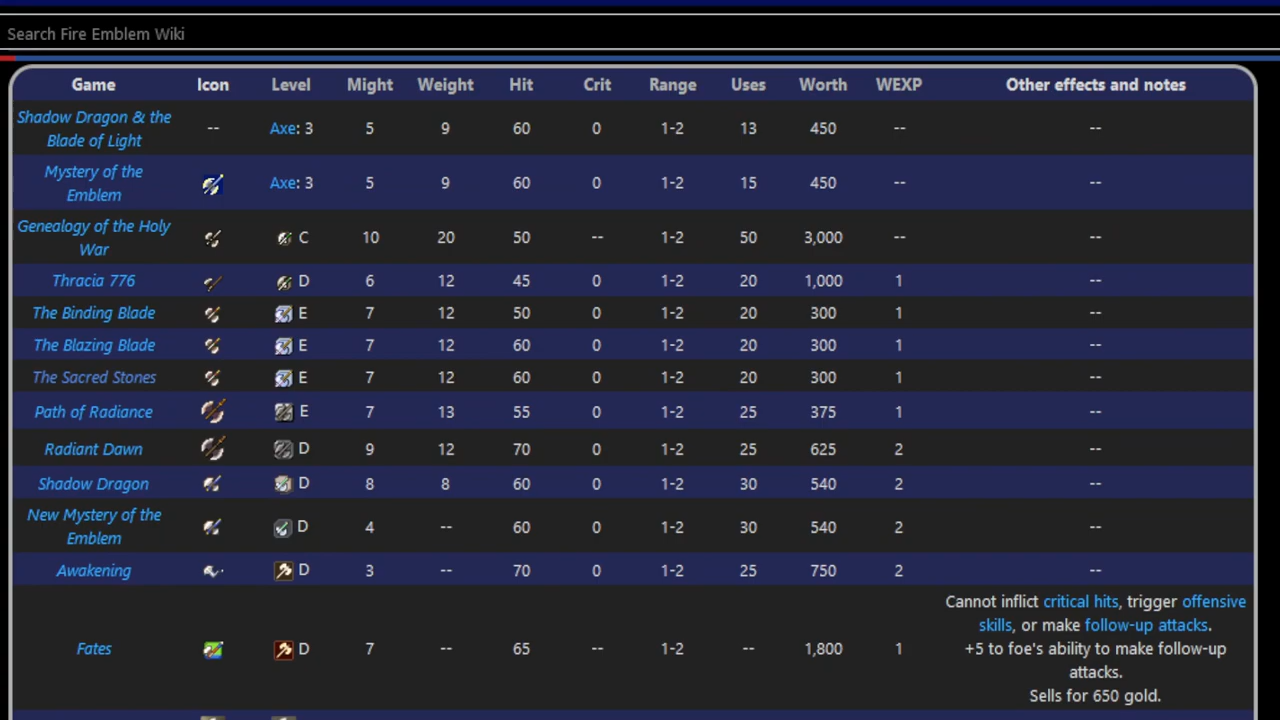 Search Fire Emblem Wiki
Game Icon Level Might Weight Hit Crit Range Uses Worth WEXP Other effects and notes
Shadow Dragon & the
Blade of Light -- Axe: 3 5 9 60 0 1-2 13 450 -- --
Mystery of the
Emblem Axe: 3 5 9 60 0 1-2 15 450 -- --
Genealogy of the Holy
War C 10 20 50 -- 1-2 50 3,000 -- --
Thracia 776 D 6 12 45 0 1-2 20 1,000 1 --
The Binding Blade E 7 12 50 0 1-2 20 300 1 --
The Blazing Blade E 7 12 60 0 1-2 20 300 1 --
The Sacred Stones E 7 12 60 0 1-2 20 300 1 --
Path of Radiance E 7 13 55 0 1-2 25 375 1 --
Radiant Dawn D 9 12 70 0 1-2 25 625 2 --
Shadow Dragon D 8 8 60 0 1-2 30 540 2 --
New Mystery of the
Emblem D 4 -- 60 0 1-2 30 540 2 --
Awakening D 3 -- 70 0 1-2 25 750 2 --
Fates D 7 -- 65 -- 1-2 -- 1,800 1
Cannot inflict critical hits, trigger offensive
skills, or make follow-up attacks.
+5 to foe's ability to make follow-up
attacks.
Sells for 650 gold.